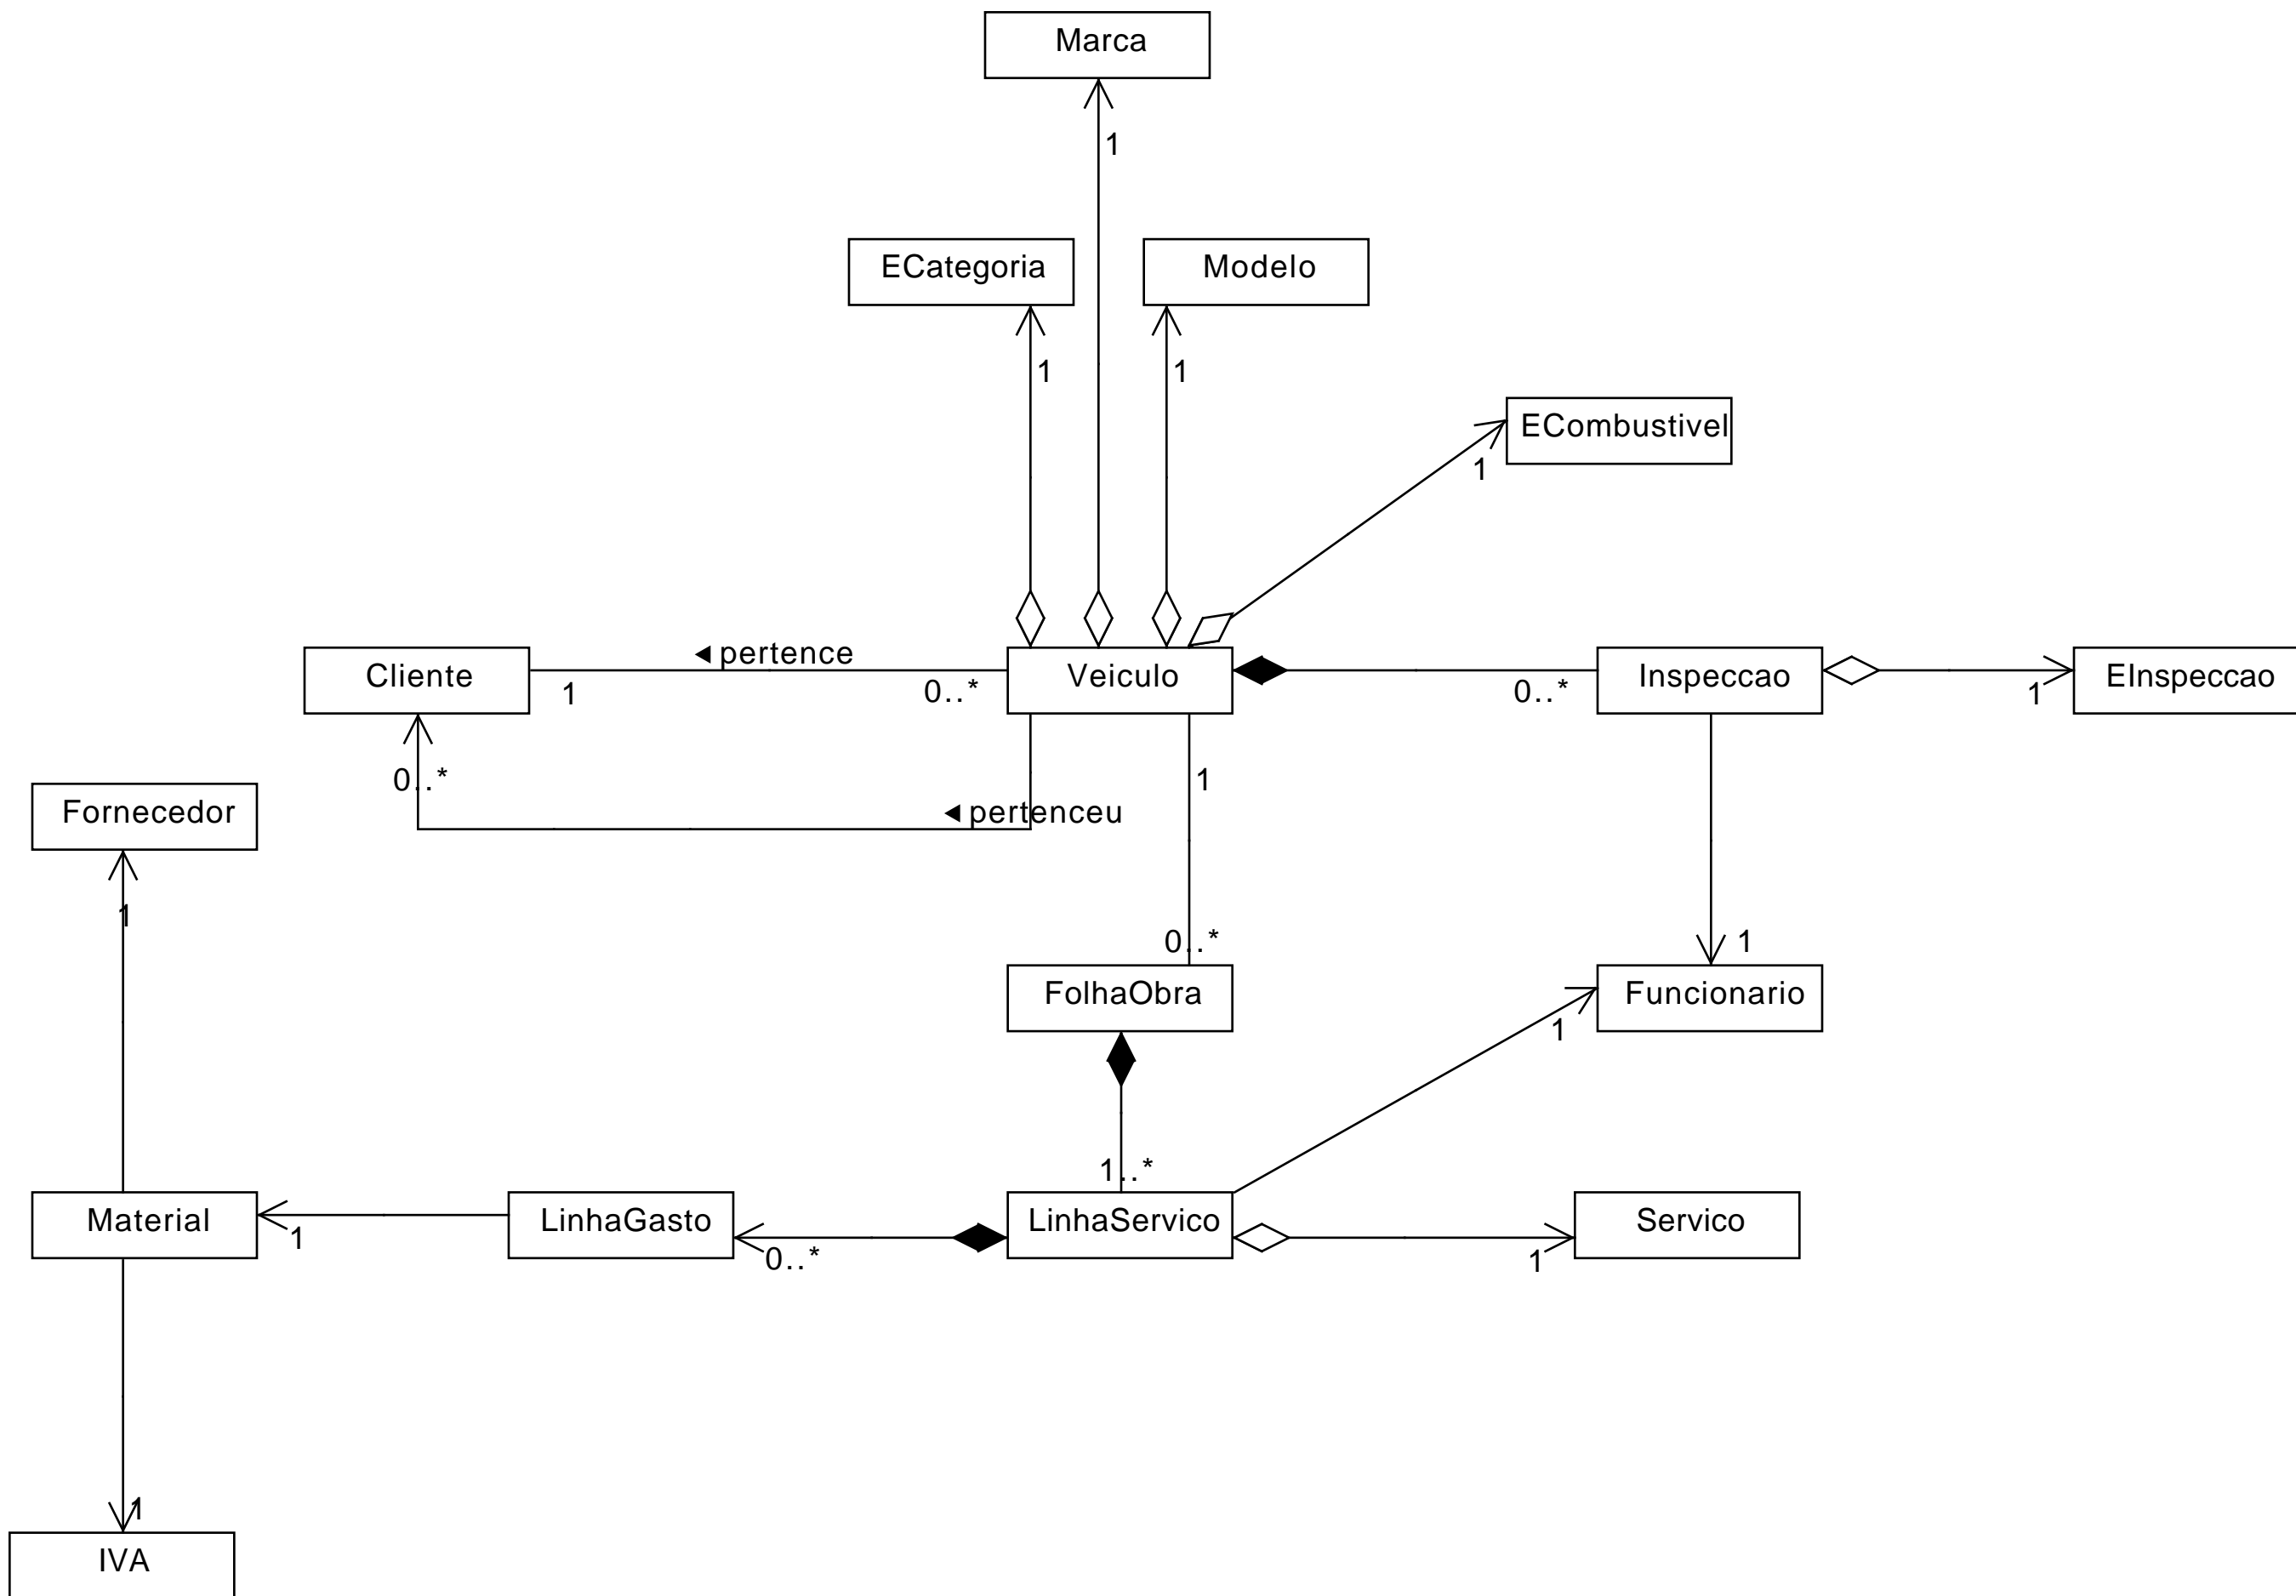 Marca
1
ECategoria
Modelo
1
1
ECombustivel
1
◄ pertence
Cliente
1
0..*
Veiculo
0..*
Inspeccao
1
EInspeccao
0..*
1
Fornecedor
◄ pertenceu
1
0..*
1
FolhaObra
Funcionario
1
1..*
Material
1
LinhaGasto
0..*
LinhaServico
1
Servico
1
IVA